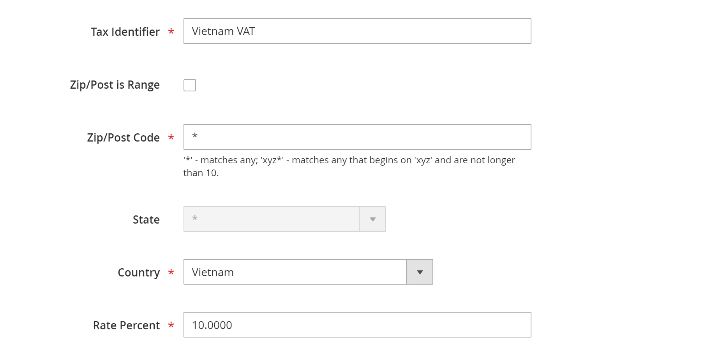 Tax Identifier * Vietnam VAT
Zip/Post is Range
Zip/Post Code * *
'*' - matches any; 'xyz*' - matches any that begins on 'xyz' and are not longer
than 10.
State *
Country * Vietnam
Rate Percent * 10.0000